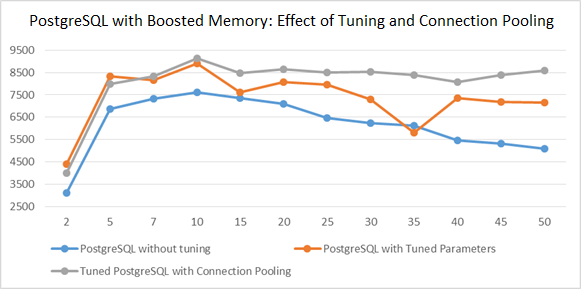 PostgreSQL with Boosted Memory: Effect of Tuning and Connection Pooling
9500
8500
7500
6500
5500
4500
3500
2500
2 5 7 10 15 20 25 30 35 40 45 50
PostgreSQL without tuning PostgreSQL with Tuned Parameters
Tuned PostgreSQL with Connection Pooling